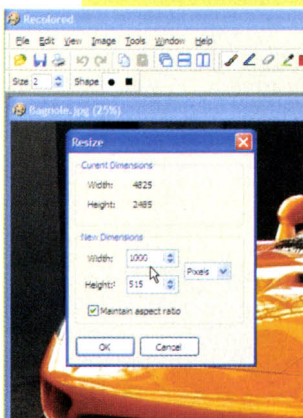 Recolored
File Edit View Image Tools Window Help
Size 2 Shape
Bagnole.jpg (25%)
Resize
Curent Dimensions
Width: 4825
Height: 2485
New Dimensions
Width: 1000
Pixels
Height: 515
Maintain aspect ratio
OK Cancel